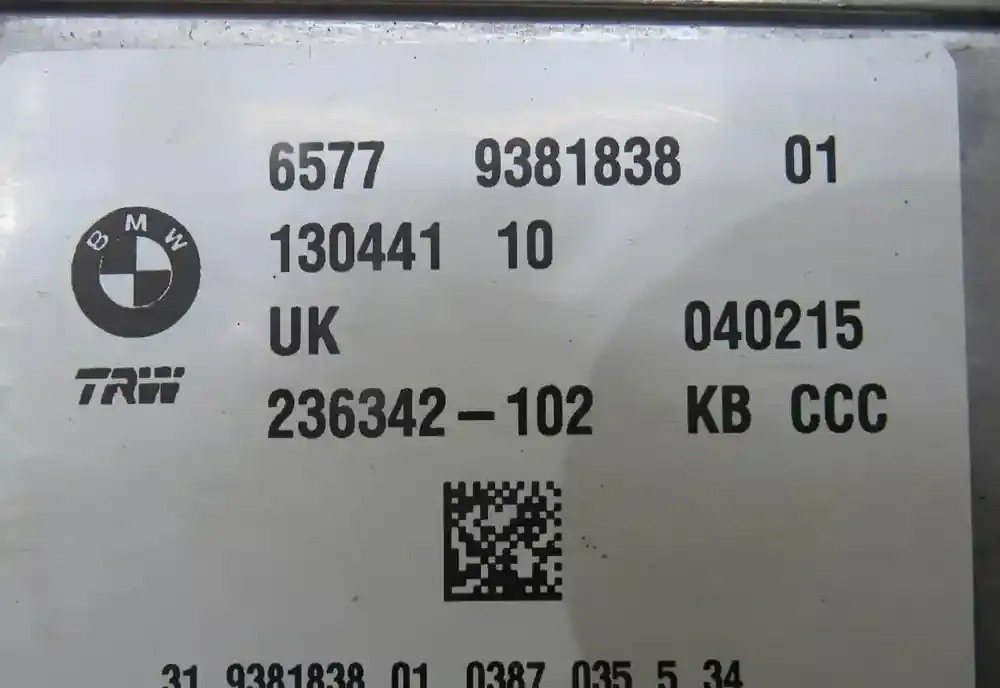 6577 9381838 01
130441 10
BMW
UK 040215
TRW
236342-102 KB CCC
31 9381838 01 0387 035 5 34